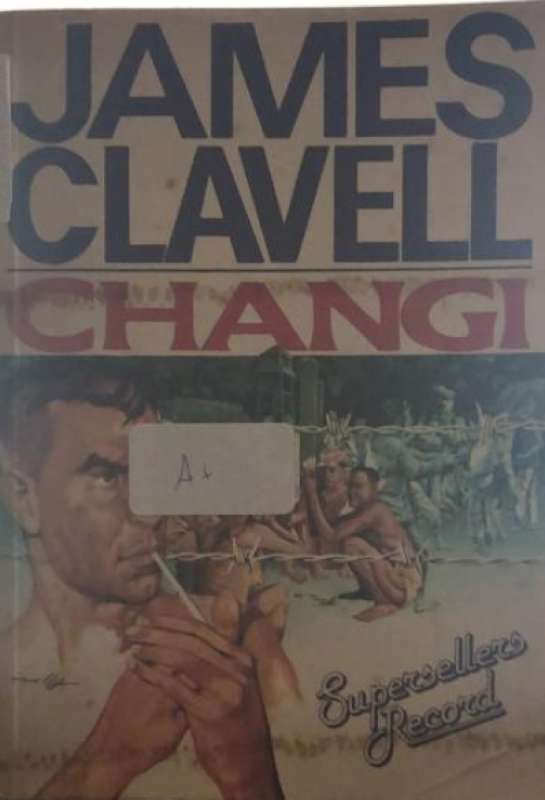 JAMES
CLAVELL
CHANGI
A+
Supersellers
Record